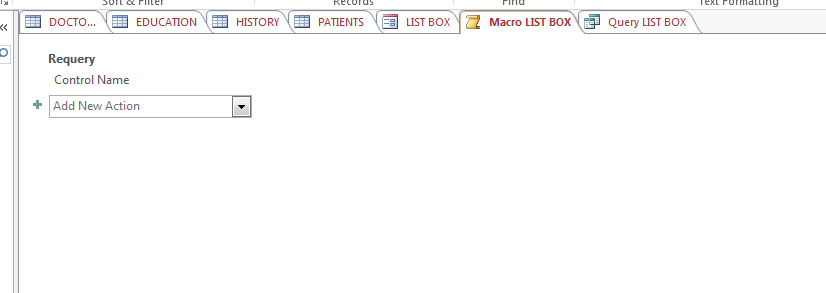 Sort & Filter Records Find Text Formatting
DOCTO... EDUCATION HISTORY PATIENTS LIST BOX Macro LIST BOX Query LIST BOX
Requery
Control Name
Add New Action